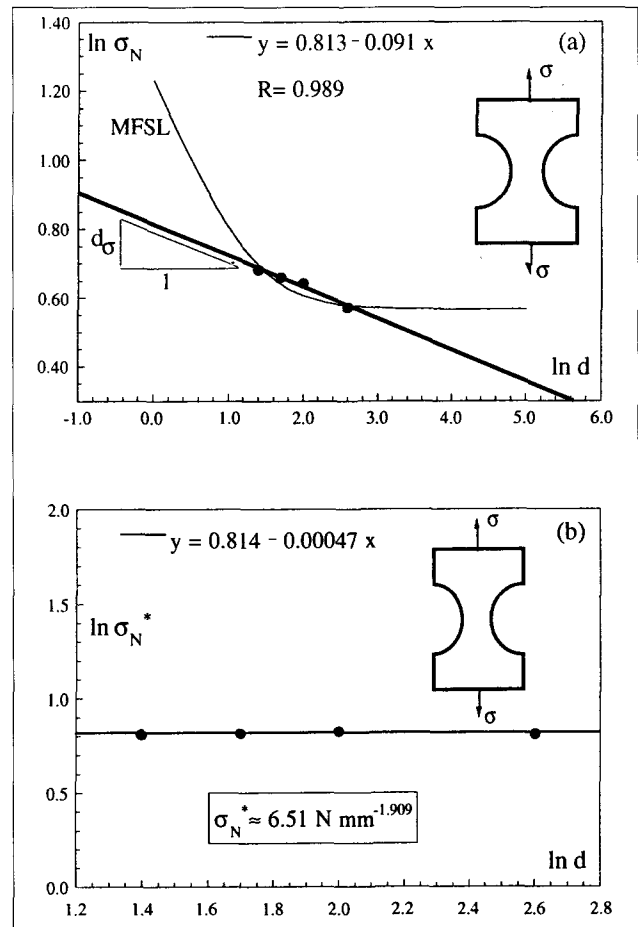 1.40
ln σ_N
y = 0.813 - 0.091 x
(a)
1.20
R= 0.989
σ
MFSL
1.00
0.80
d_σ
1
σ
0.60
0.40
ln d
-1.0 0.0 1.0 2.0 3.0 4.0 5.0 6.0
2.0
y = 0.814 - 0.00047 x
σ
(b)
1.5
ln σ_N^*
1.0
σ
0.5
σ_N^* ≈ 6.51 N mm^-1.909
ln d
0.0
1.2 1.4 1.6 1.8 2.0 2.2 2.4 2.6 2.8